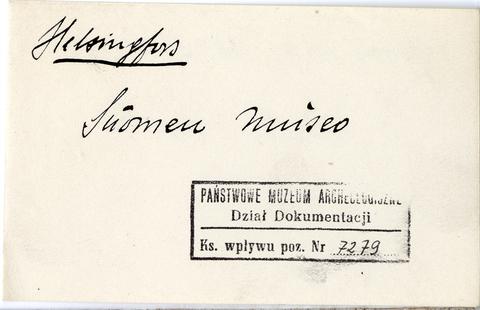 Helsingfors
Suomen museo
PAŃSTWOWE MUZEUM ARCHEOLOGICZNE
Dział Dokumentacji
Ks. wpływu poz. Nr 7279